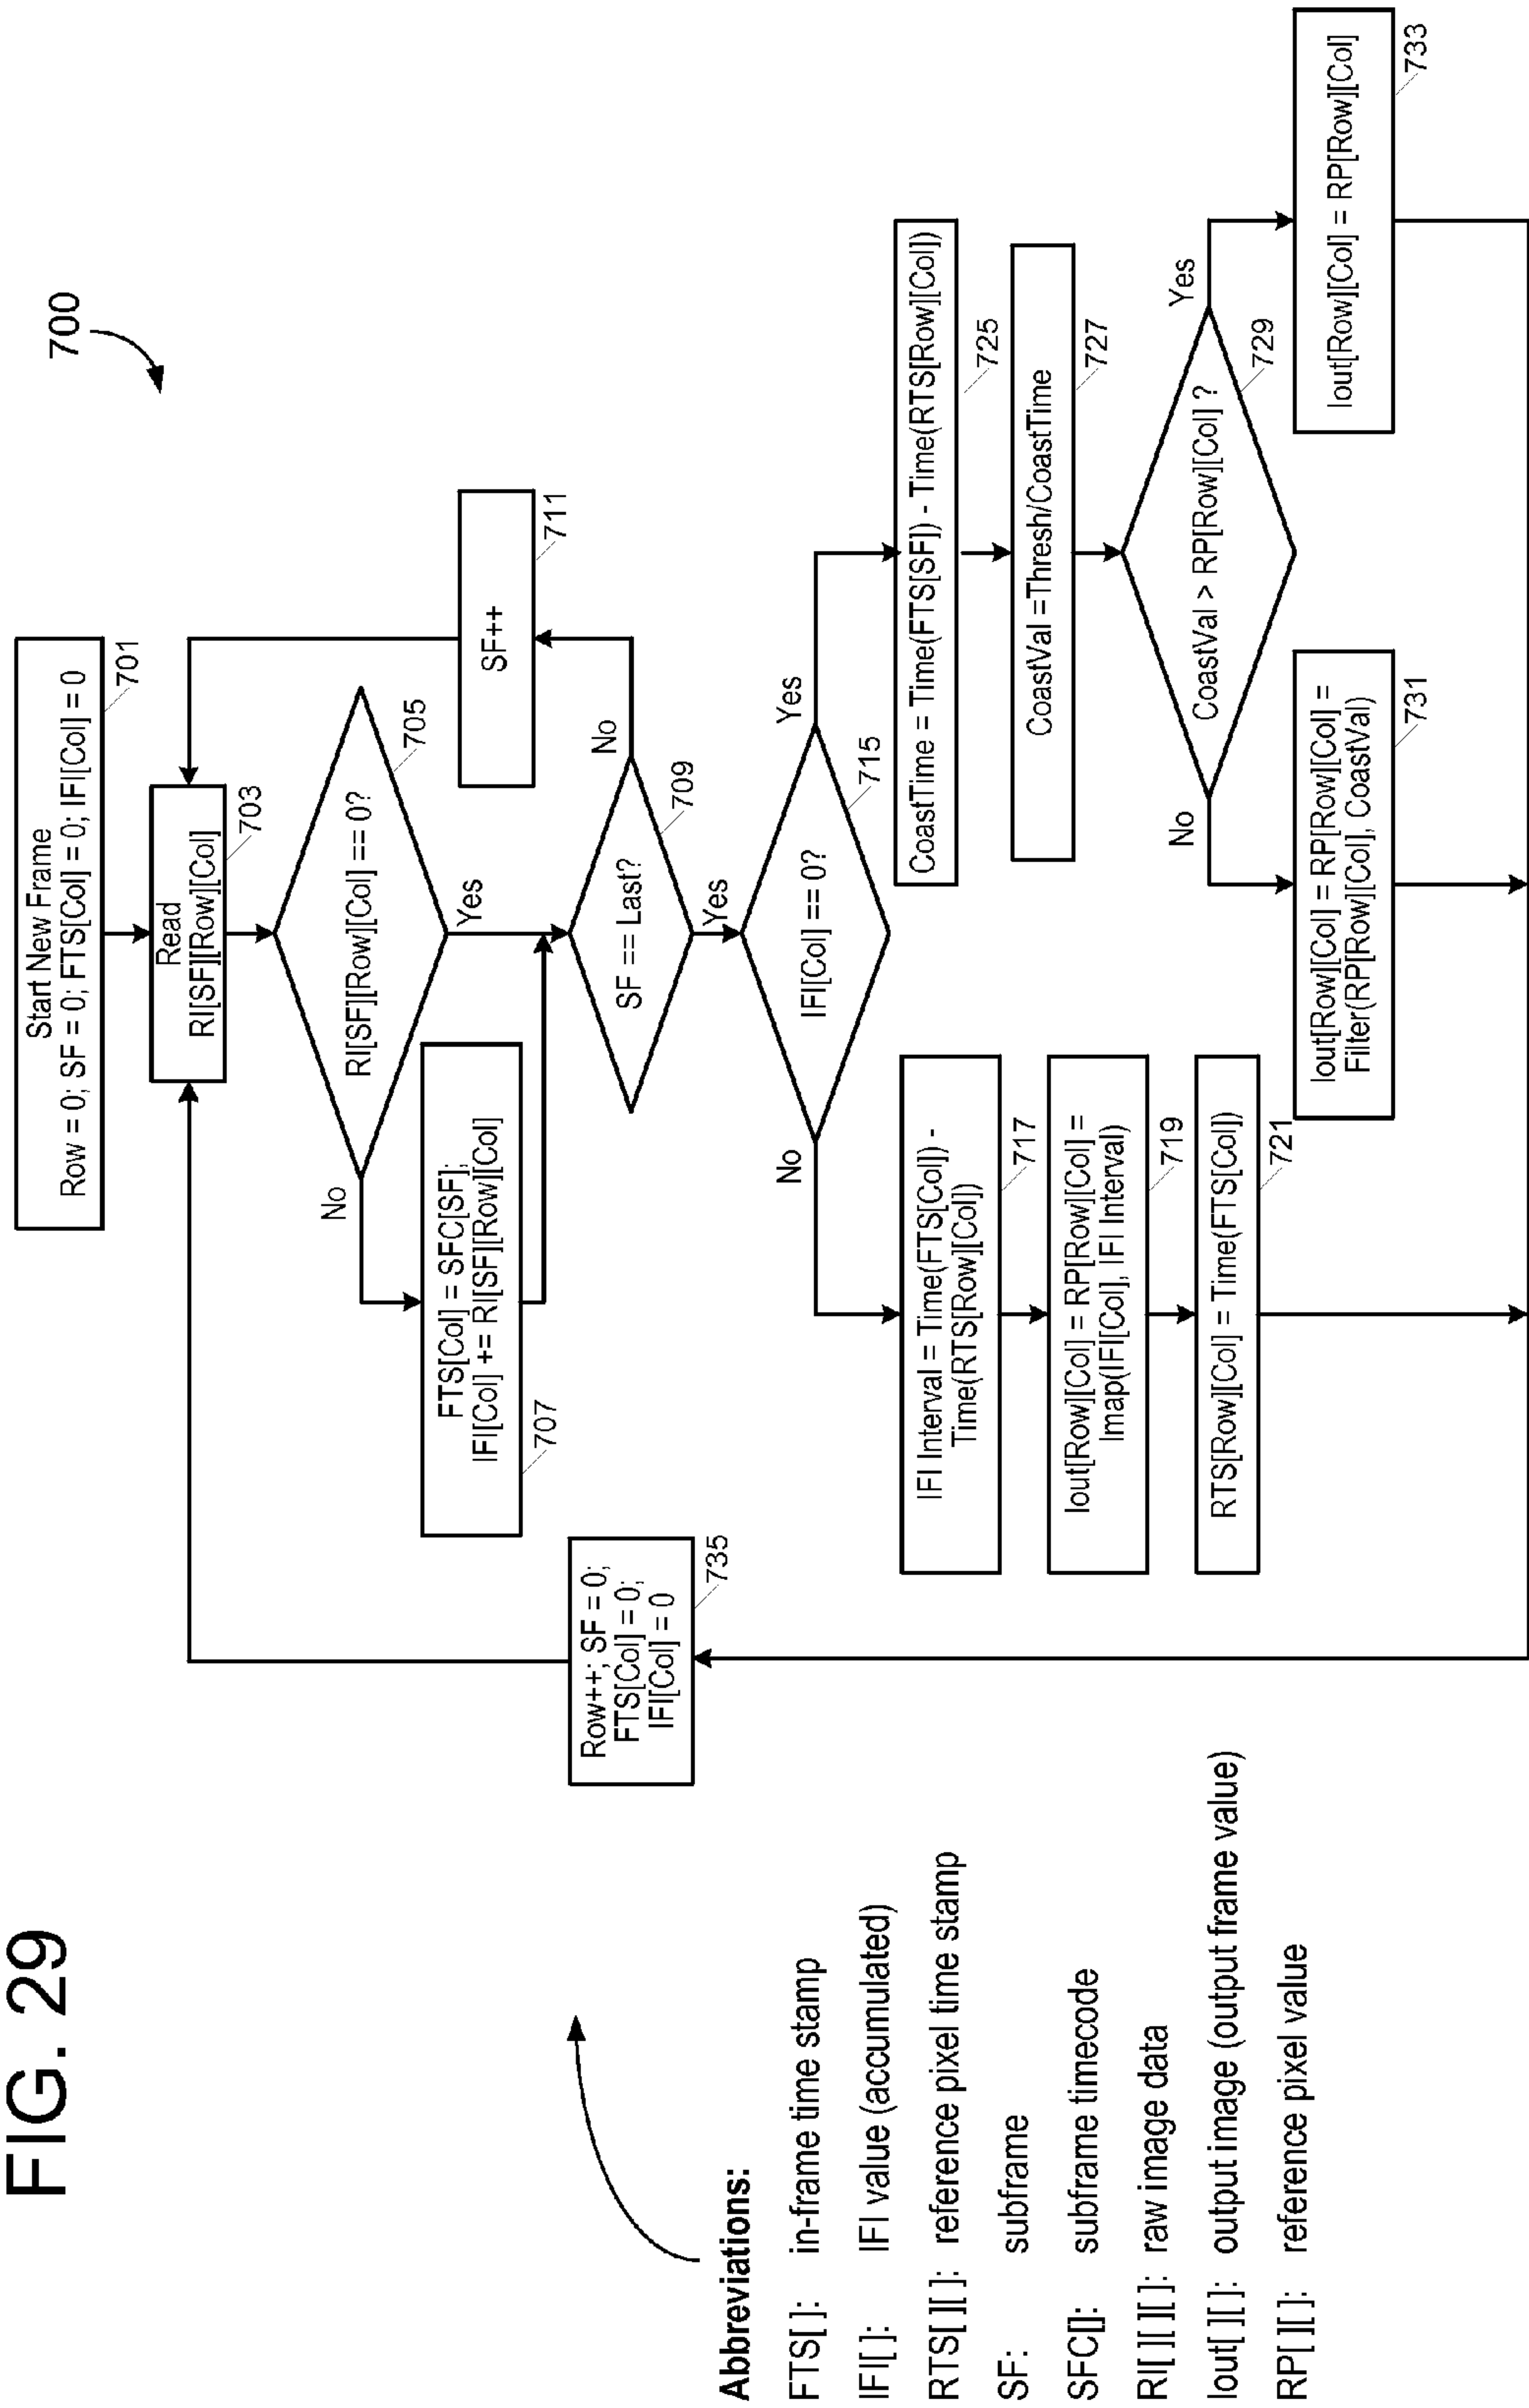 FIG. 29
700
Start New Frame
Row = 0; SF = 0; FTS[Col] = 0; IFI[Col] = 0
701
Read
RI[SF][Row][Col]
703
RI[SF][Row][Col] == 0?
705
No
Yes
FTS[Col] = SFC[SF];
IFI[Col] += RI[SF][Row][Col]
707
SF == Last?
709
No
Yes
SF++
711
IFI[Col] == 0?
715
No
Yes
IFI Interval = Time(FTS[Col]) -
Time(RTS[Row][Col])
717
Iout[Row][Col] = RP[Row][Col] =
Imap(IFI[Col], IFI Interval)
719
RTS[Row][Col] = Time(FTS[Col])
721
CoastTime = Time(FTS[SF]) - Time(RTS[Row][Col])
725
CoastVal =Thresh/CoastTime
727
CoastVal > RP[Row][Col] ?
729
No
Yes
Iout[Row][Col] = RP[Row][Col] =
Filter(RP[Row][Col], CoastVal)
731
Iout[Row][Col] = RP[Row][Col]
733
Row++; SF = 0;
FTS[Col] = 0;
IFI[Col] = 0
735
Abbreviations:
FTS[ ]: in-frame time stamp
IFI[ ]: IFI value (accumulated)
RTS[ ][ ]: reference pixel time stamp
SF: subframe
SFC[]: subframe timecode
RI[ ][ ][ ]: raw image data
Iout[ ][ ]: output image (output frame value)
RP[ ][ ]: reference pixel value